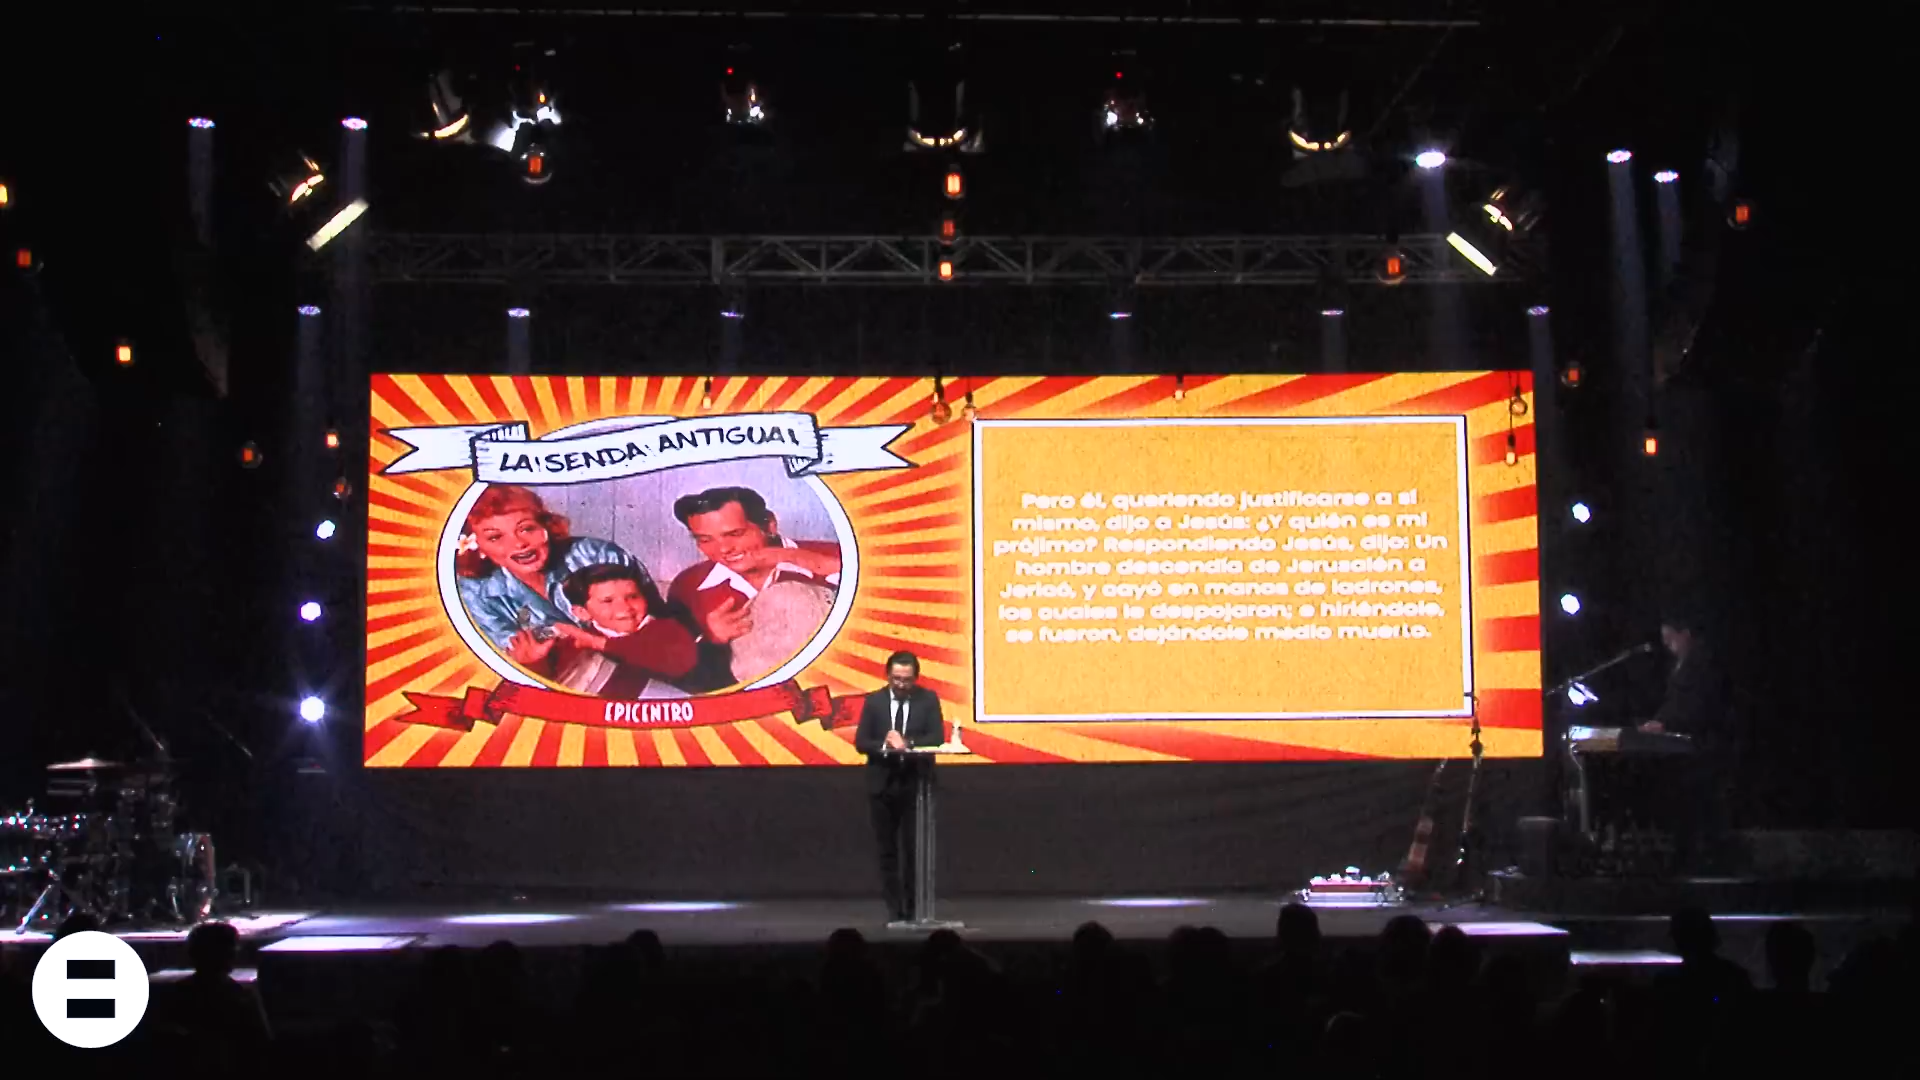 LA SENDA ANTIGUA
EPICENTRO
Pero él, queriendo justificarse a sí
mismo, dijo a Jesús: ¿Y quién es mi
prójimo? Respondiendo Jesús, dijo: Un
hombre descendía de Jerusalén a
Jericó, y cayó en manos de ladrones,
los cuales le despojaron; e hiriéndole,
se fueron, dejándole medio muerto.